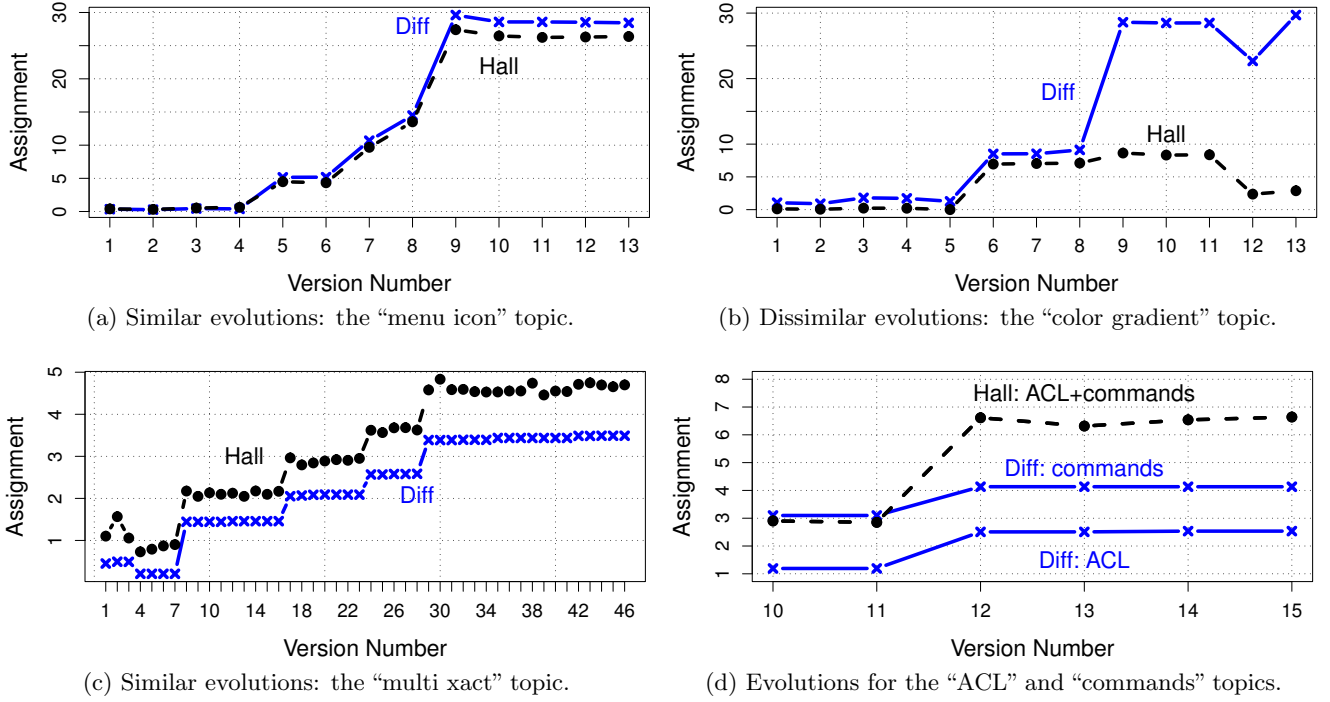 Assignment
0 5 10 20 30
Diff
Hall
1 2 3 4 5 6 7 8 9 10 11 12 13
Version Number
(a) Similar evolutions: the “menu icon” topic.
Assignment
0 5 10 20 30
Diff
Hall
1 2 3 4 5 6 7 8 9 10 11 12 13
Version Number
(b) Dissimilar evolutions: the “color gradient” topic.
Assignment
1 2 3 4 5
Hall
Diff
1 4 7 10 14 18 22 26 30 34 38 42 46
Version Number
(c) Similar evolutions: the “multi xact” topic.
Assignment
1 2 3 4 5 6 7 8
Hall: ACL+commands
Diff: commands
Diff: ACL
10 11 12 13 14 15
Version Number
(d) Evolutions for the “ACL” and “commands” topics.